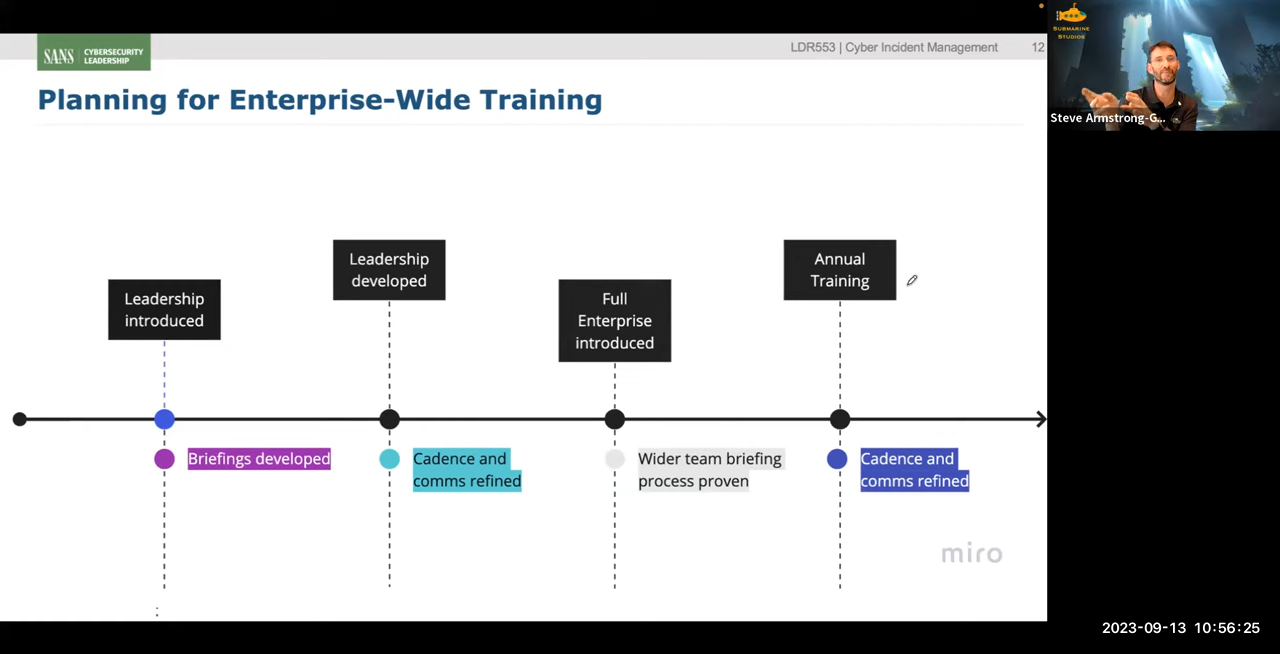 SANS
CYBERSECURITY
LEADERSHIP
LDR553 | Cyber Incident Management
12
Planning for Enterprise-Wide Training
Leadership
introduced
Leadership
developed
Full
Enterprise
introduced
Annual
Training
Briefings developed
Cadence and
comms refined
Wider team briefing
process proven
Cadence and
comms refined
miro
:
SUBMARINE
STUDIOS
Steve Armstrong-G...
2023-09-13 10:56:25